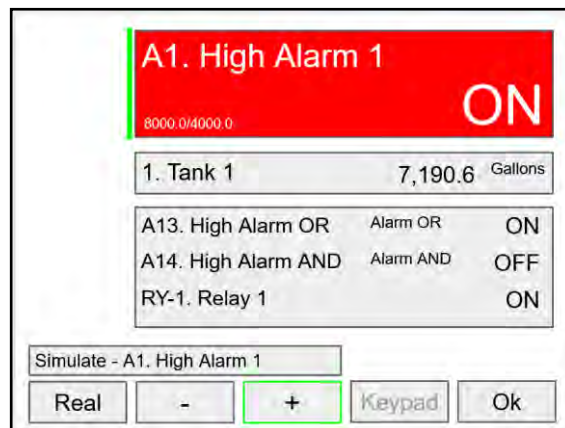 A1. High Alarm 1
ON
8000.0/4000.0
1. Tank 1 7,190.6 Gallons
A13. High Alarm OR Alarm OR ON
A14. High Alarm AND Alarm AND OFF
RY-1. Relay 1 ON
Simulate - A1. High Alarm 1
Real - + Keypad Ok